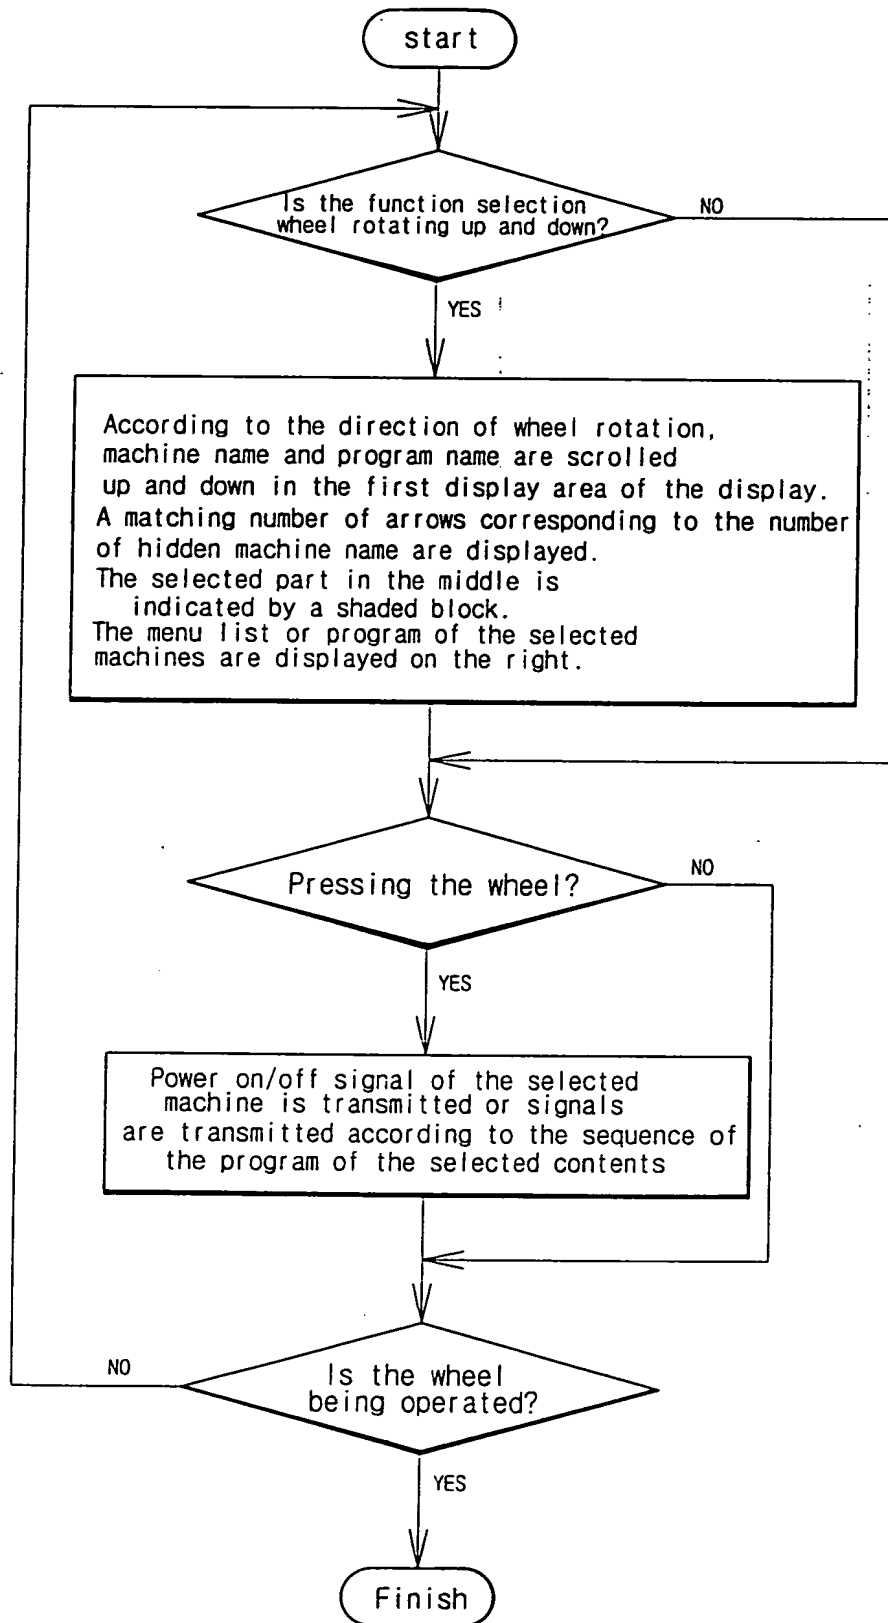 start
Is the function selection
wheel rotating up and down?
NO
YES
According to the direction of wheel rotation,
machine name and program name are scrolled
up and down in the first display area of the display.
A matching number of arrows corresponding to the number
of hidden machine name are displayed.
The selected part in the middle is
indicated by a shaded block.
The menu list or program of the selected
machines are displayed on the right.
Pressing the wheel?
NO
YES
Power on/off signal of the selected
machine is transmitted or signals
are transmitted according to the sequence of
the program of the selected contents
NO
Is the wheel
being operated?
YES
Finish